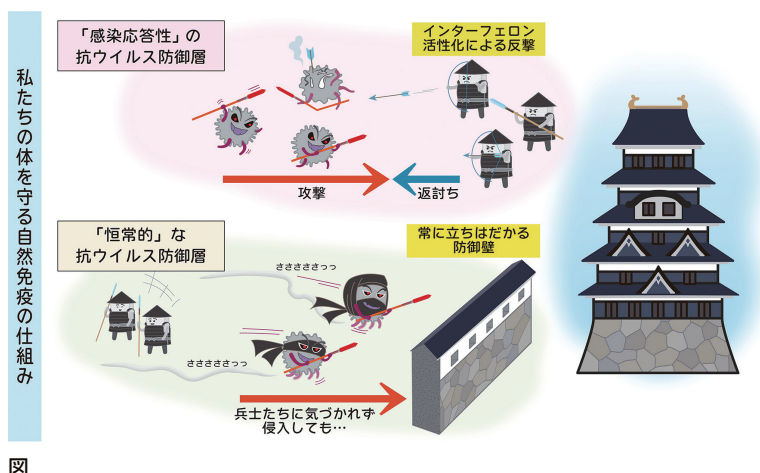 私たちの体を守る自然免疫の仕組み
「感染応答性」の
抗ウイルス防御層
インターフェロン
活性化による反撃
攻撃
返討ち
「恒常的」な
抗ウイルス防御層
常に立ちはだかる
防御壁
さささささっっ
さささささっっ
兵士たちに気づかれず
侵入しても…
図